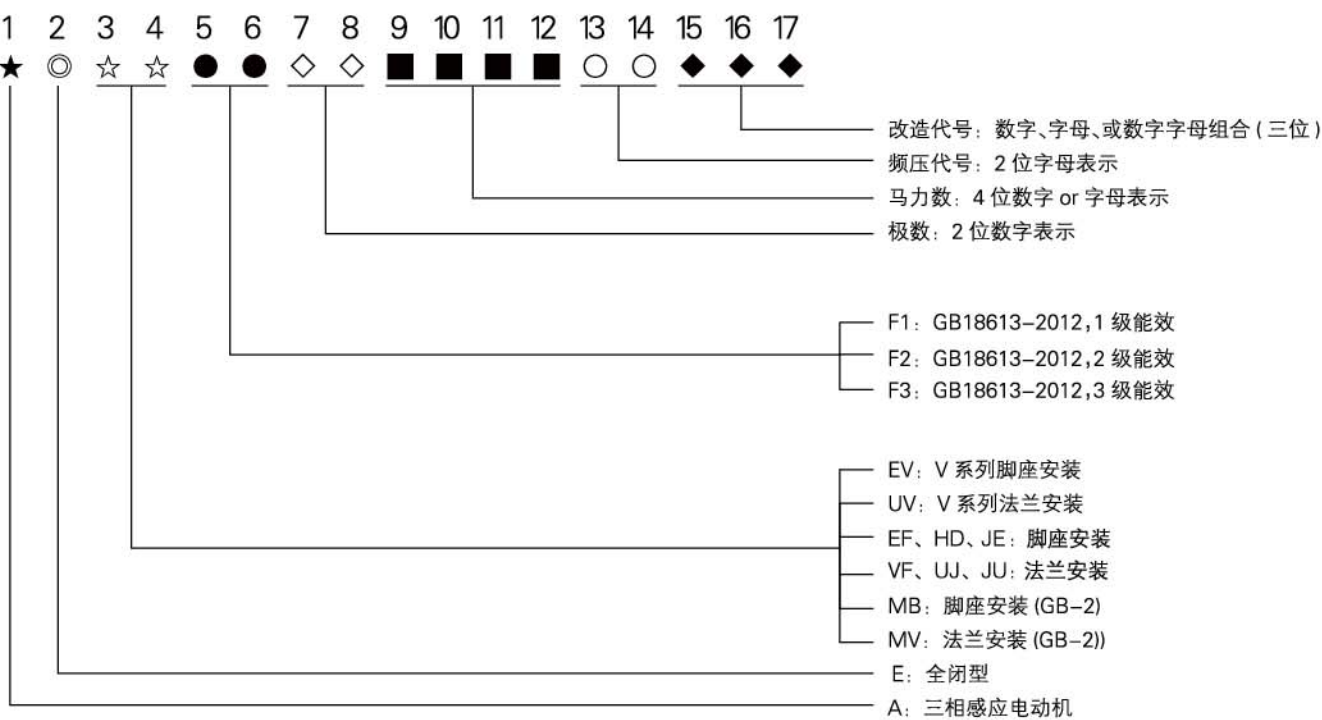 1 2 3 4 5 6 7 8 9 10 11 12 13 14 15 16 17
改造代号：数字、字母、或数字字母组合(三位)
频压代号：2位字母表示
马力数：4位数字 or 字母表示
极数：2位数字表示
F1：GB18613-2012,1级能效
F2：GB18613-2012,2级能效
F3：GB18613-2012,3级能效
EV：V系列脚座安装
UV：V系列法兰安装
EF、HD、JE：脚座安装
VF、UJ、JU：法兰安装
MB：脚座安装(GB-2)
MV：法兰安装(GB-2))
E：全闭型
A：三相感应电动机